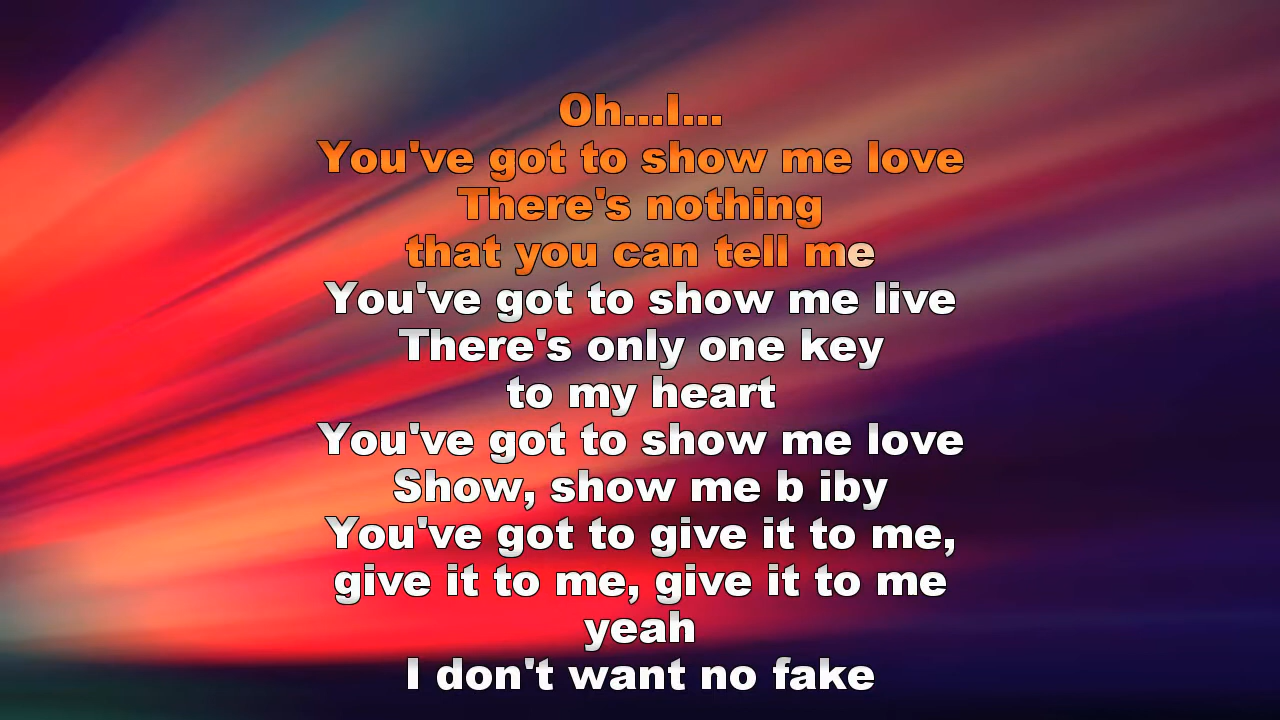 Oh...I...
You've got to show me love
There's nothing
that you can tell me
You've got to show me live
There's only one key
to my heart
You've got to show me love
Show, show me b iby
You've got to give it to me,
give it to me, give it to me
yeah
I don't want no fake